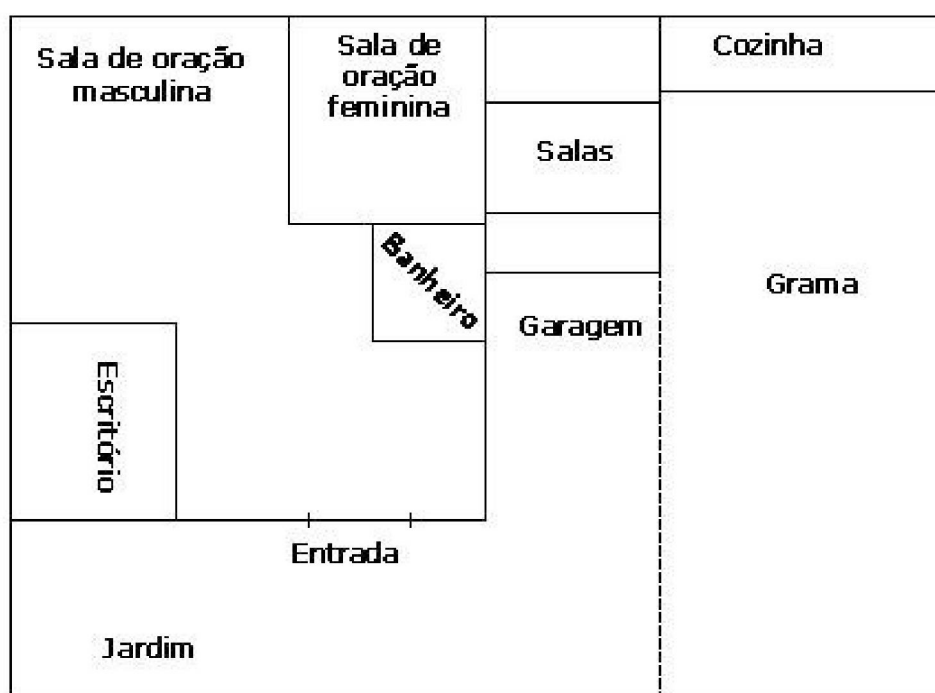 Sala de oração
masculina
Sala de
oração
feminina
Cozinha
Salas
Banheiro
Grama
Garagem
Escritório
Entrada
Jardim